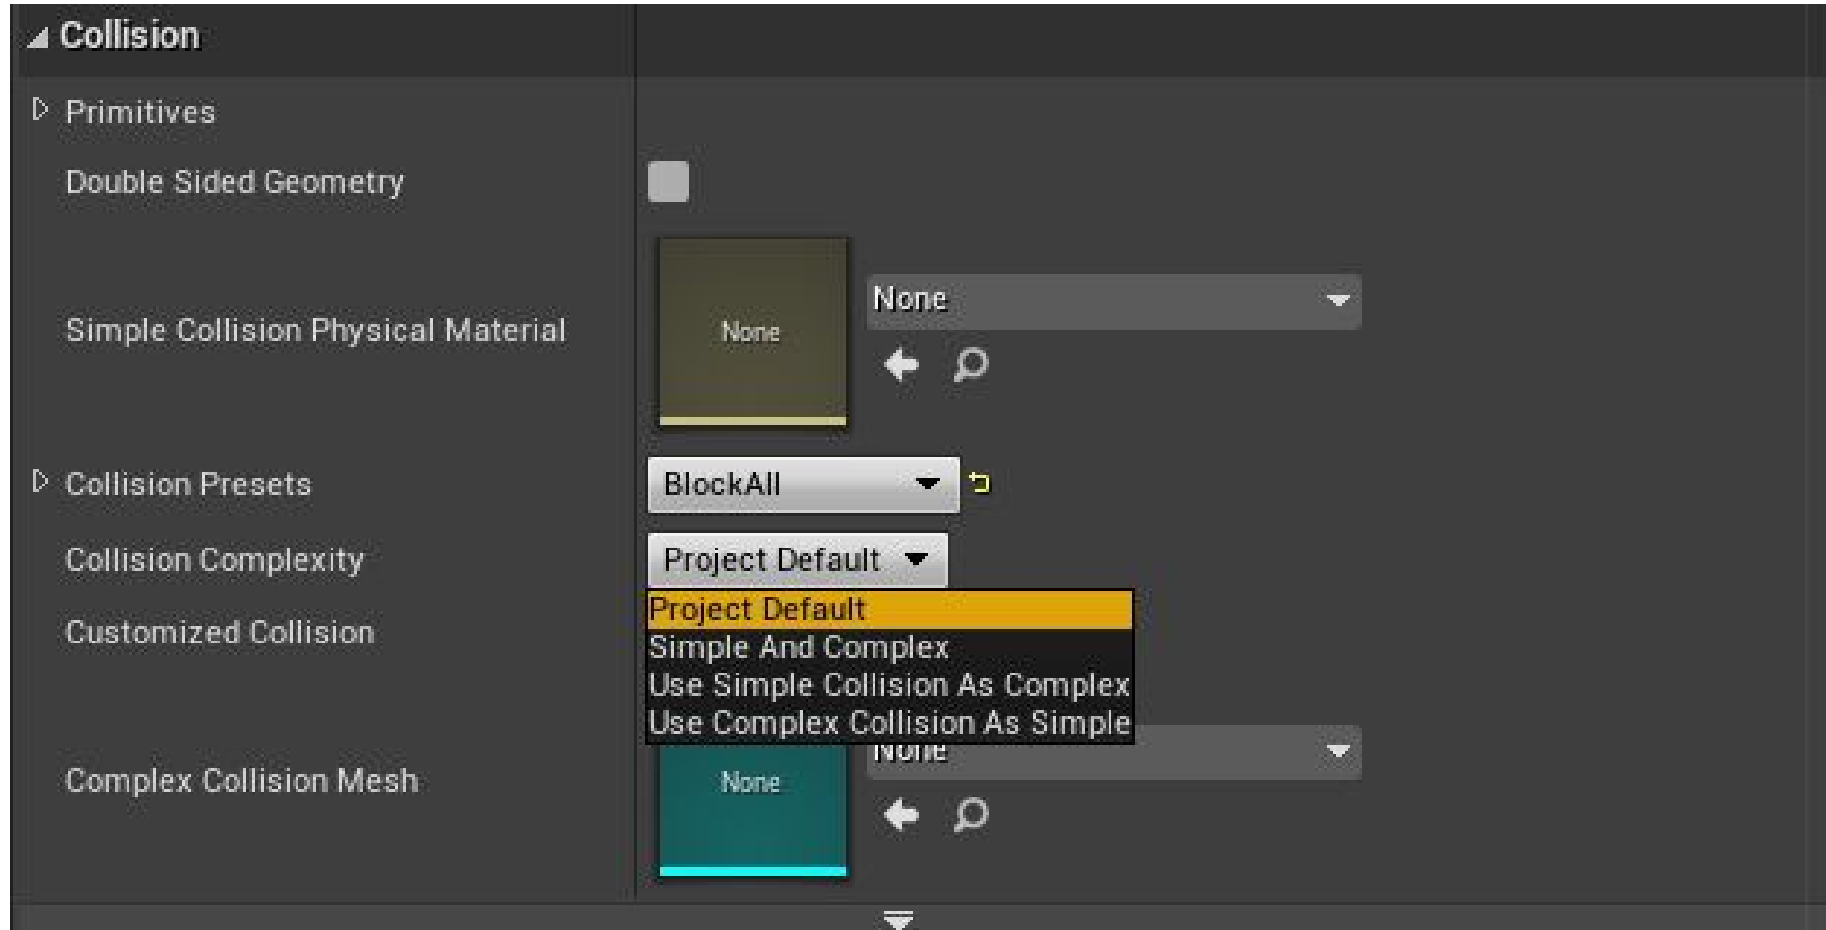 Collision
Primitives
Double Sided Geometry
Simple Collision Physical Material
None
None
Collision Presets
BlockAll
Collision Complexity
Project Default
Project Default
Simple And Complex
Use Simple Collision As Complex
Use Complex Collision As Simple
Customized Collision
Complex Collision Mesh
None
None